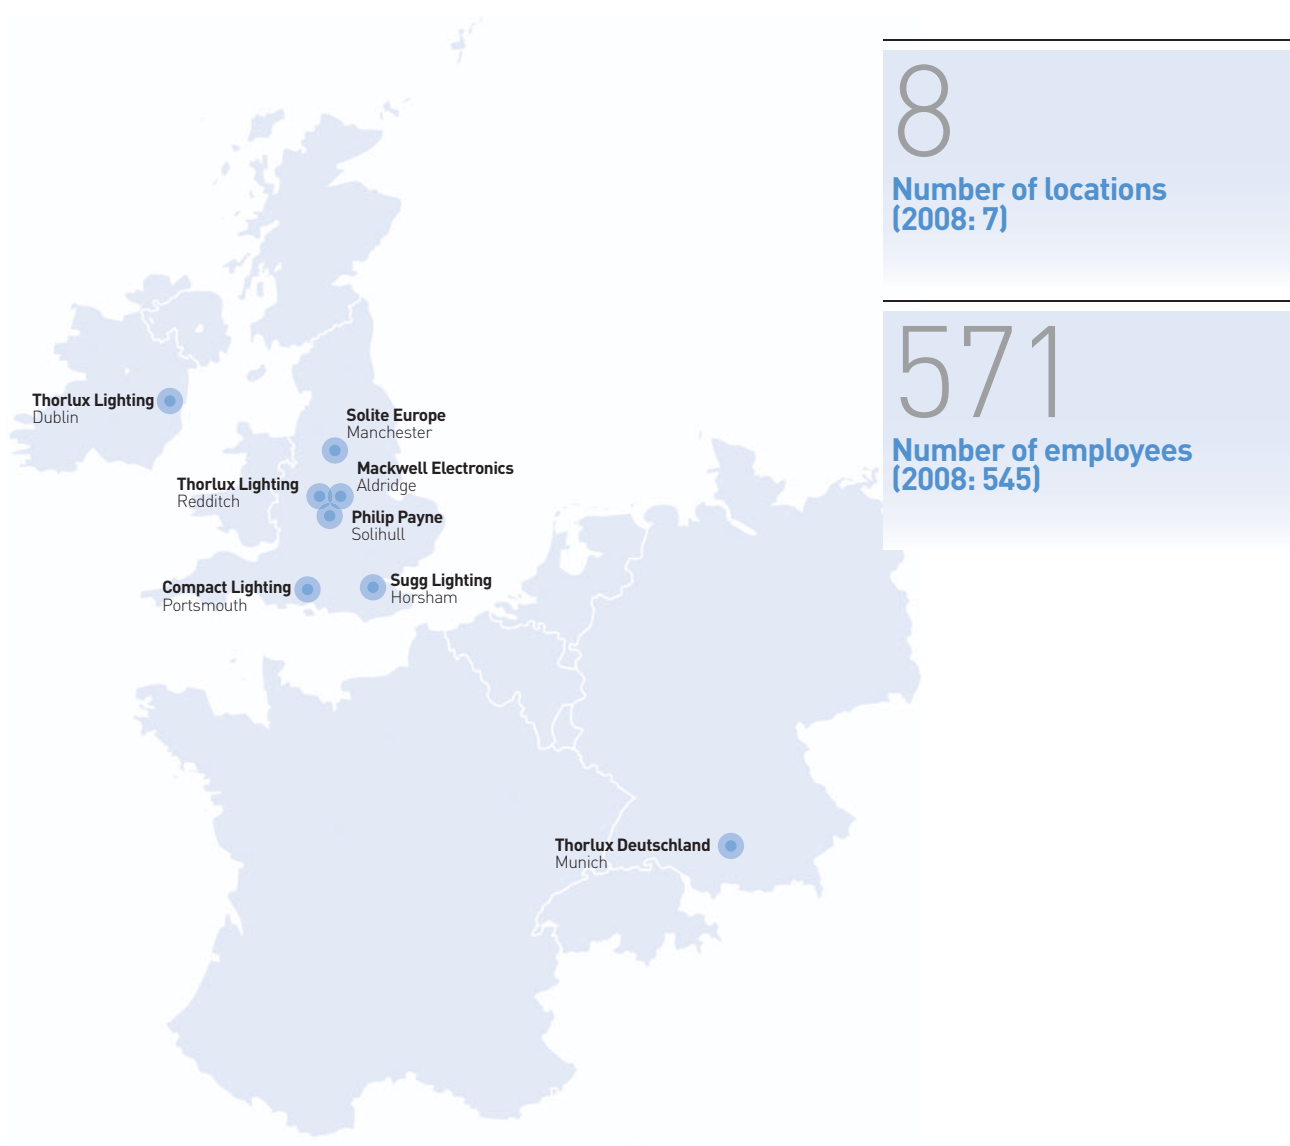 8
Number of locations
(2008: 7)
571
Number of employees
(2008: 545)
Thorlux Lighting
Dublin
Solite Europe
Manchester
Mackwell Electronics
Aldridge
Thorlux Lighting
Redditch
Philip Payne
Solihull
Compact Lighting
Portsmouth
Sugg Lighting
Horsham
Thorlux Deutschland
Munich